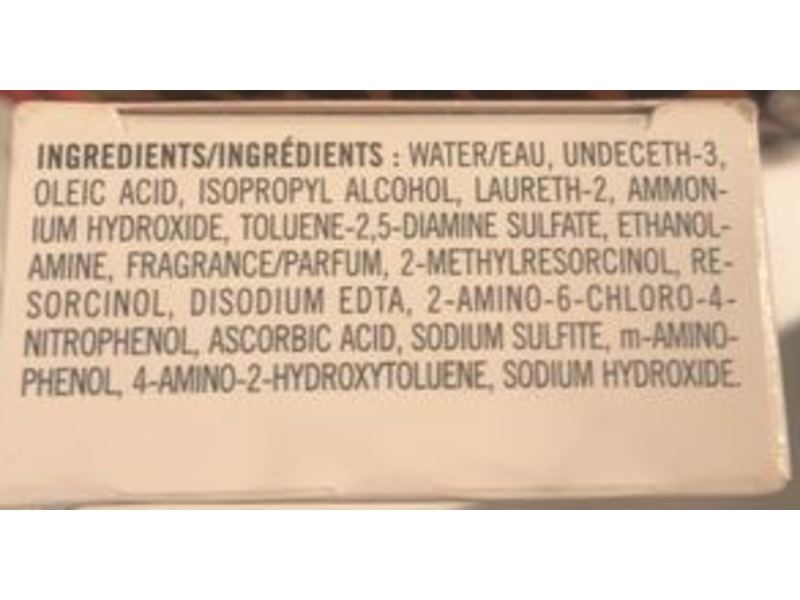 INGREDIENTS/INGRÉDIENTS : WATER/EAU, UNDECETH-3,
OLEIC ACID, ISOPROPYL ALCOHOL, LAURETH-2, AMMON-
IUM HYDROXIDE, TOLUENE-2,5-DIAMINE SULFATE, ETHANOL-
AMINE, FRAGRANCE/PARFUM, 2-METHYLRESORCINOL, RE-
SORCINOL, DISODIUM EDTA, 2-AMINO-6-CHLORO-4-
NITROPHENOL, ASCORBIC ACID, SODIUM SULFITE, m-AMINO-
PHENOL, 4-AMINO-2-HYDROXYTOLUENE, SODIUM HYDROXIDE.